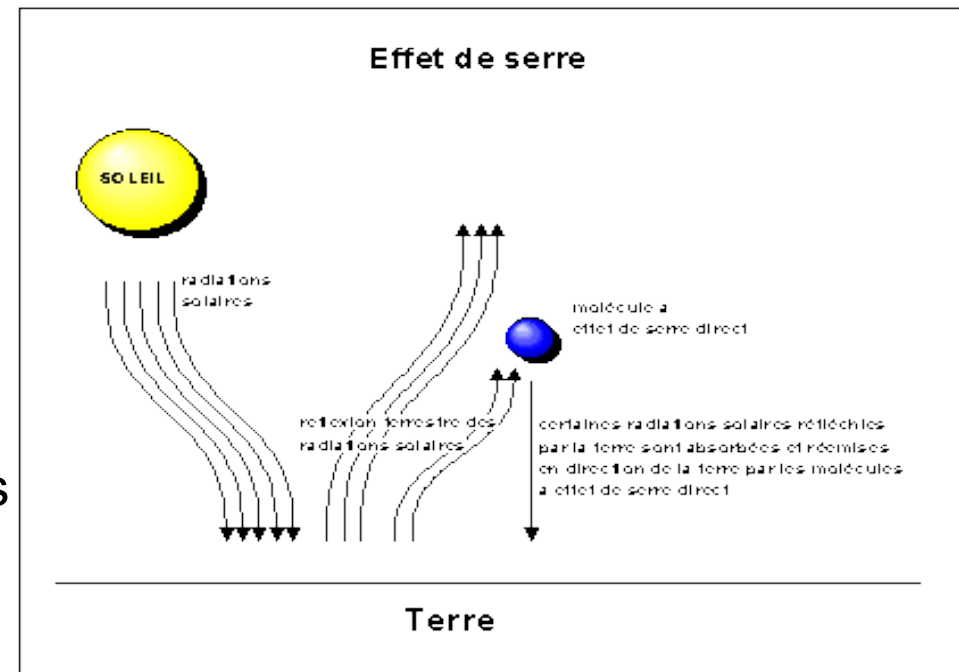 Effet de serre
SOLEIL
radiations
solaires
molécule a
effet de serre direct
reflexion terrestre des
radiations solaires
certaines radiations solaires réfléchies
par la terre sont absorbées et réemises
en direction de la terre par les molécules
a effet de serre direct
s
Terre